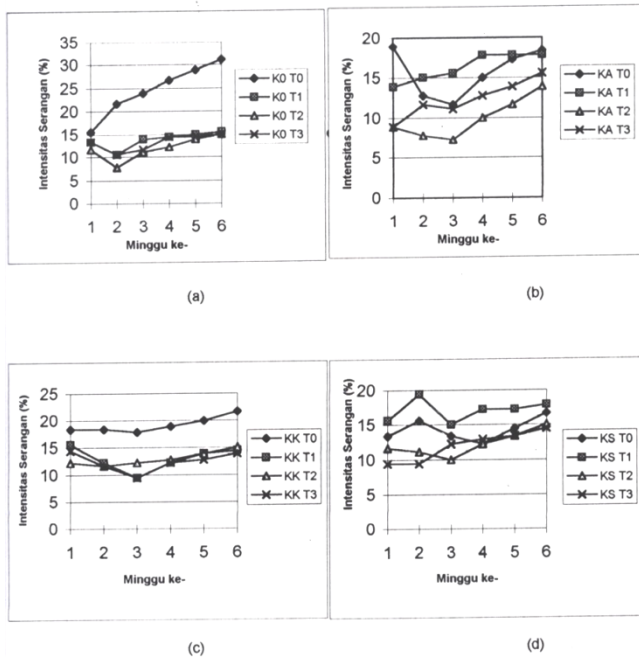 Intensitas Serangan (%)
35
30
25
20
15
10
5
0
1 2 3 4 5 6
Minggu ke-
K0 T0
K0 T1
K0 T2
K0 T3
(a)
Intensitas Serangan (%)
20
15
10
5
0
1 2 3 4 5 6
Minggu ke-
KA T0
KA T1
KA T2
KA T3
(b)
Intensitas Serangan (%)
25
20
15
10
5
0
1 2 3 4 5 6
Minggu ke-
KK T0
KK T1
KK T2
KK T3
(c)
Intensitas Serangan (%)
20
15
10
5
0
1 2 3 4 5 6
Minggu ke-
KS T0
KS T1
KS T2
KS T3
(d)